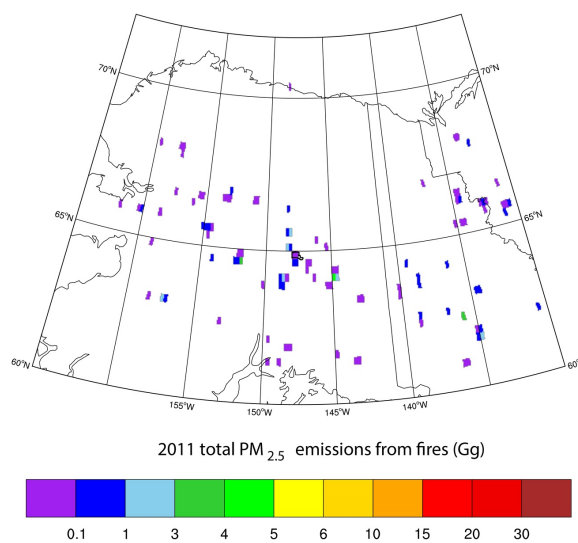 70°N
70°N
65°N
65°N
60°N
60°
155°W
150°W
145°W
140°W
2011 total PM 2.5 emissions from fires (Gg)
0.1 1 3 4 5 6 10 15 20 30